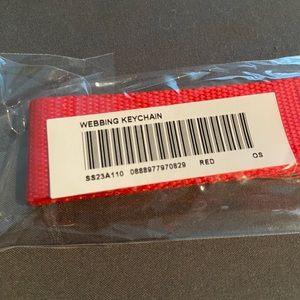 WEBBING KEYCHAIN
SS23A110 0888977970829 RED OS